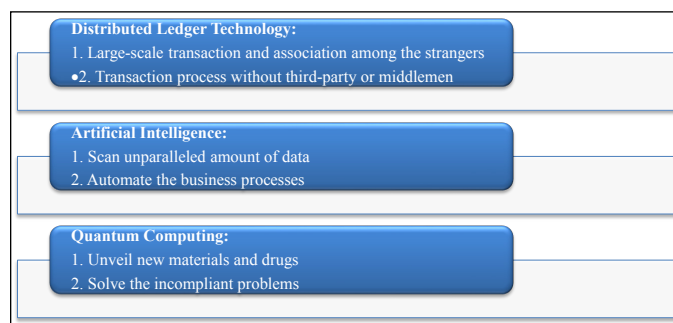 Distributed Ledger Technology:
1. Large-scale transaction and association among the strangers
•2. Transaction process without third-party or middlemen
Artificial Intelligence:
1. Scan unparalleled amount of data
2. Automate the business processes
Quantum Computing:
1. Unveil new materials and drugs
2. Solve the incompliant problems